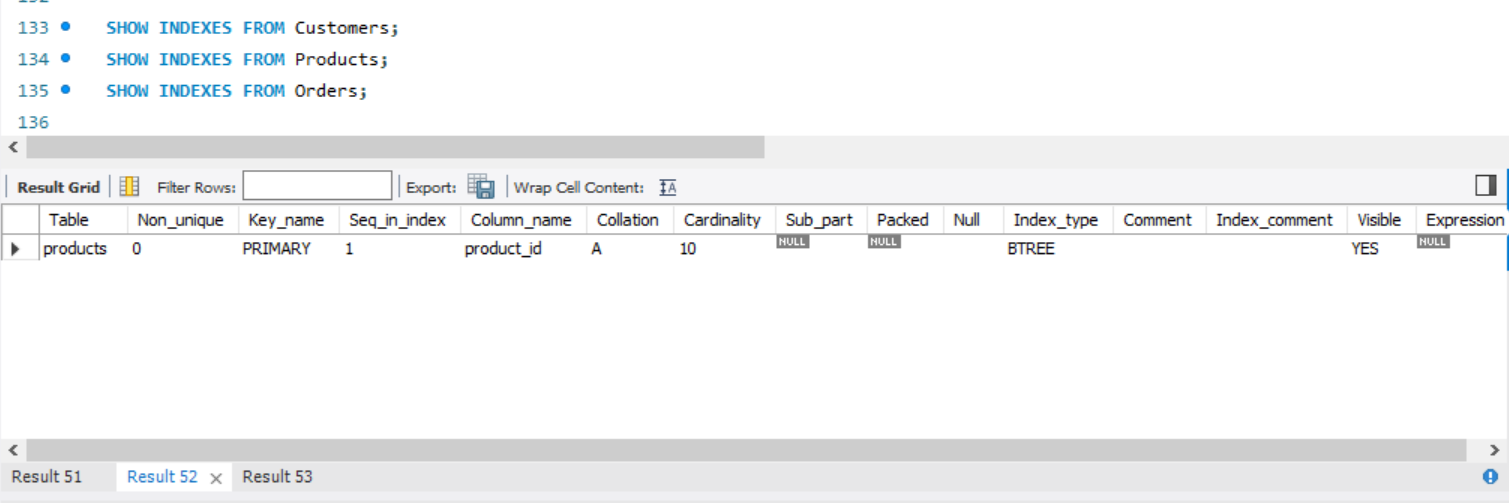 133 SHOW INDEXES FROM Customers;
134 SHOW INDEXES FROM Products;
135 SHOW INDEXES FROM Orders;
136
Result Grid Filter Rows: Export: Wrap Cell Content: IA
Table Non_unique Key_name Seq_in_index Column_name Collation Cardinality Sub_part Packed Null Index_type Comment Index_comment Visible Expression
products 0 PRIMARY 1 product_id A 10 NULL NULL BTREE YES NULL
Result 51 Result 52 Result 53